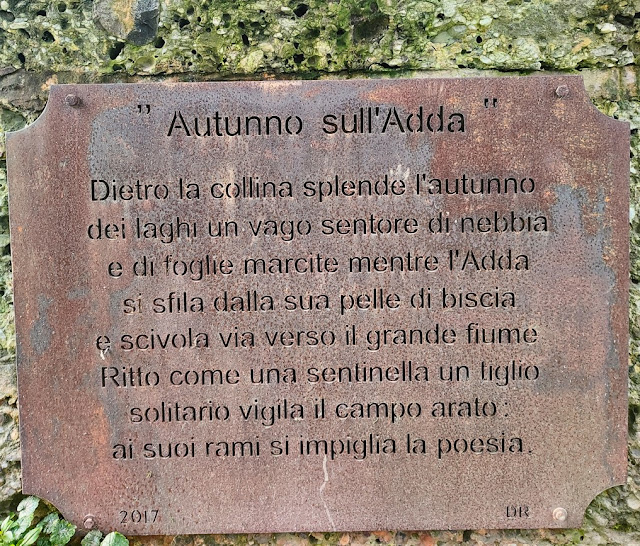 " Autunno sull'Adda "
Dietro la collina splende l'autunno
dei laghi un vago sentore di nebbia
e di foglie marcite mentre l'Adda
si sfila dalla sua pelle di biscia
e scivola via verso il grande fiume
Ritto come una sentinella un tiglio
solitario vigila il campo arato:
ai suoi rami si impiglia la poesia.
2017 DR